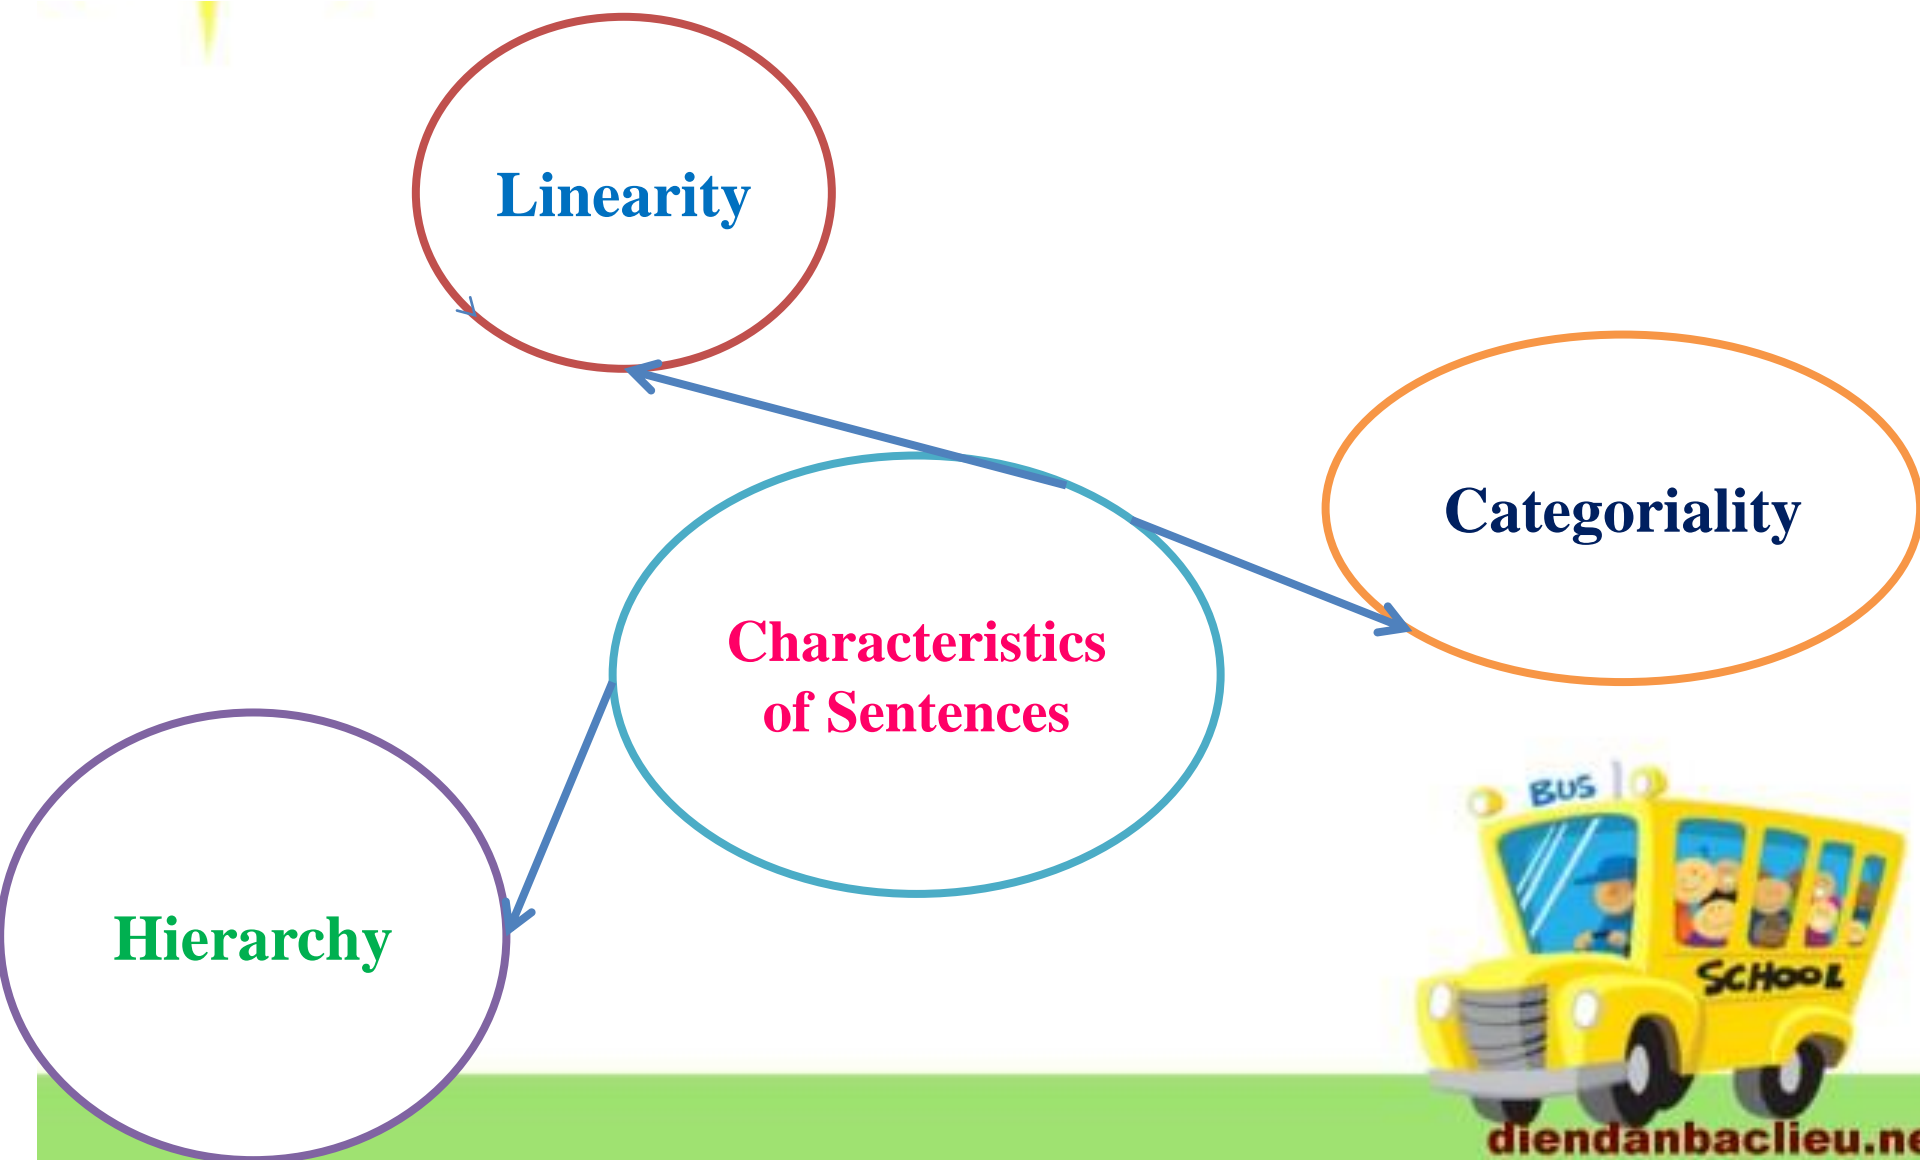 Linearity
Categoriality
Characteristics
of Sentences
Hierarchy
BUS
SCHOOL
diendanbaclieu.ne